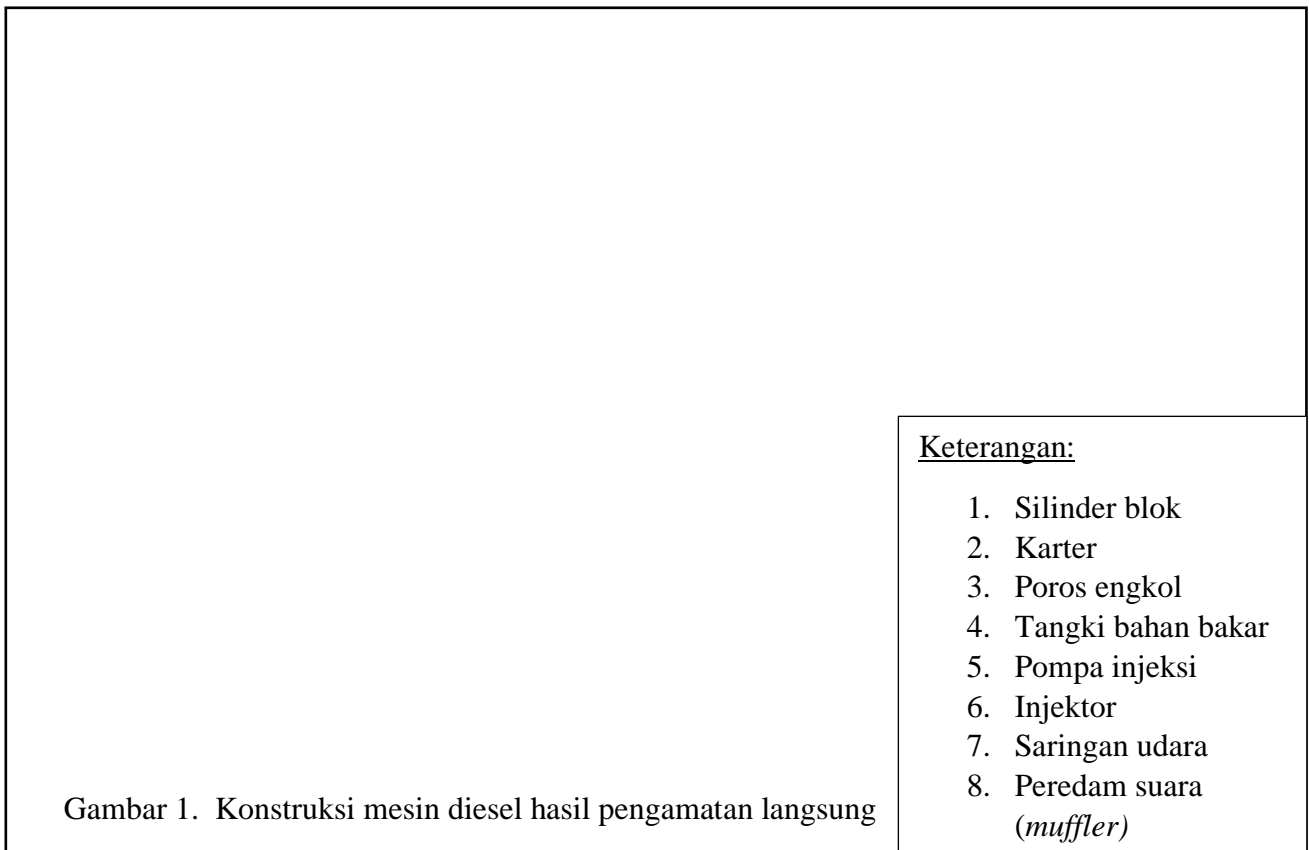 Keterangan:
1. Silinder blok
2. Karter
3. Poros engkol
4. Tangki bahan bakar
5. Pompa injeksi
6. Injektor
7. Saringan udara
8. Peredam suara
(muffler)
Gambar 1. Konstruksi mesin diesel hasil pengamatan langsung